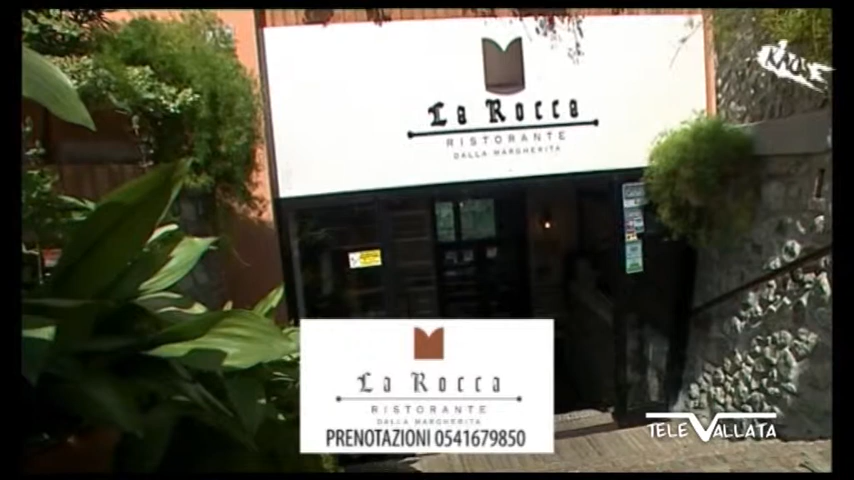 La Rocca
RISTORANTE
DALLA MARGHERITA
La Rocca
RISTORANTE
DALLA MARGHERITA
PRENOTAZIONI 0541679850
TELEVALLATA